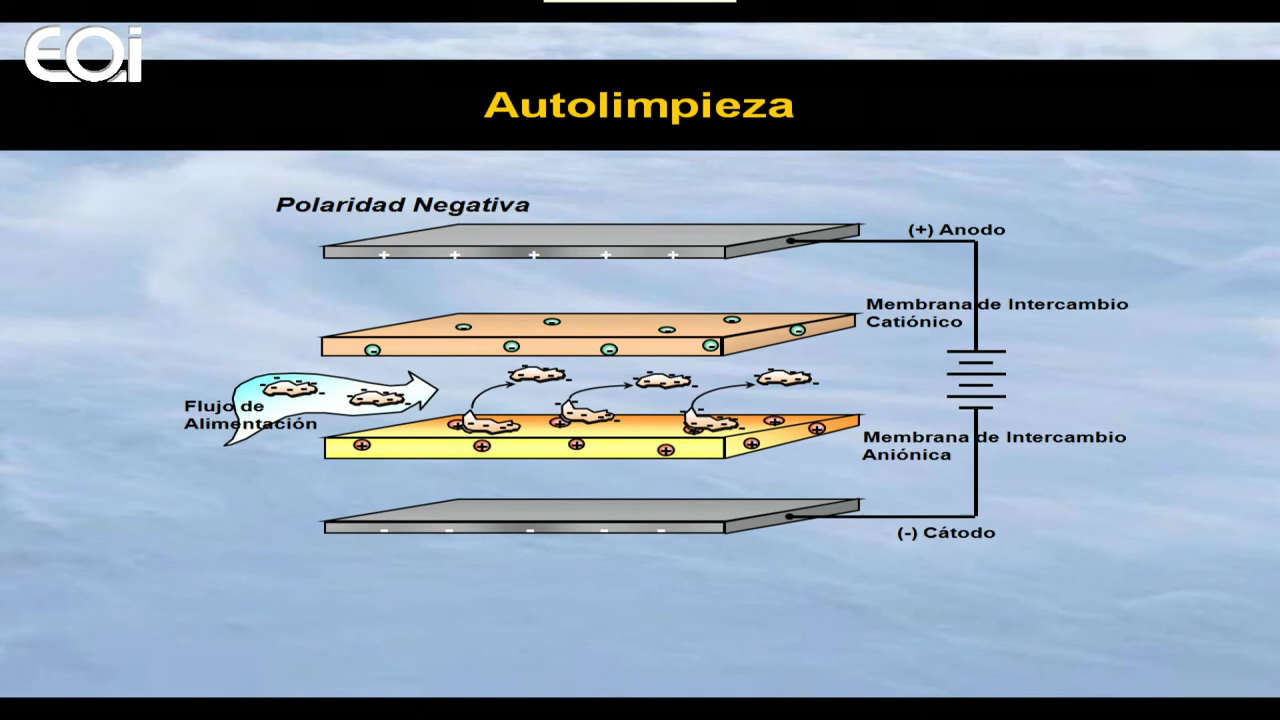 EOi
Autolimpieza
Polaridad Negativa
(+) Anodo
Membrana de Intercambio
Catiónico
Flujo de
Alimentación
Membrana de Intercambio
Aniónica
(-) Cátodo